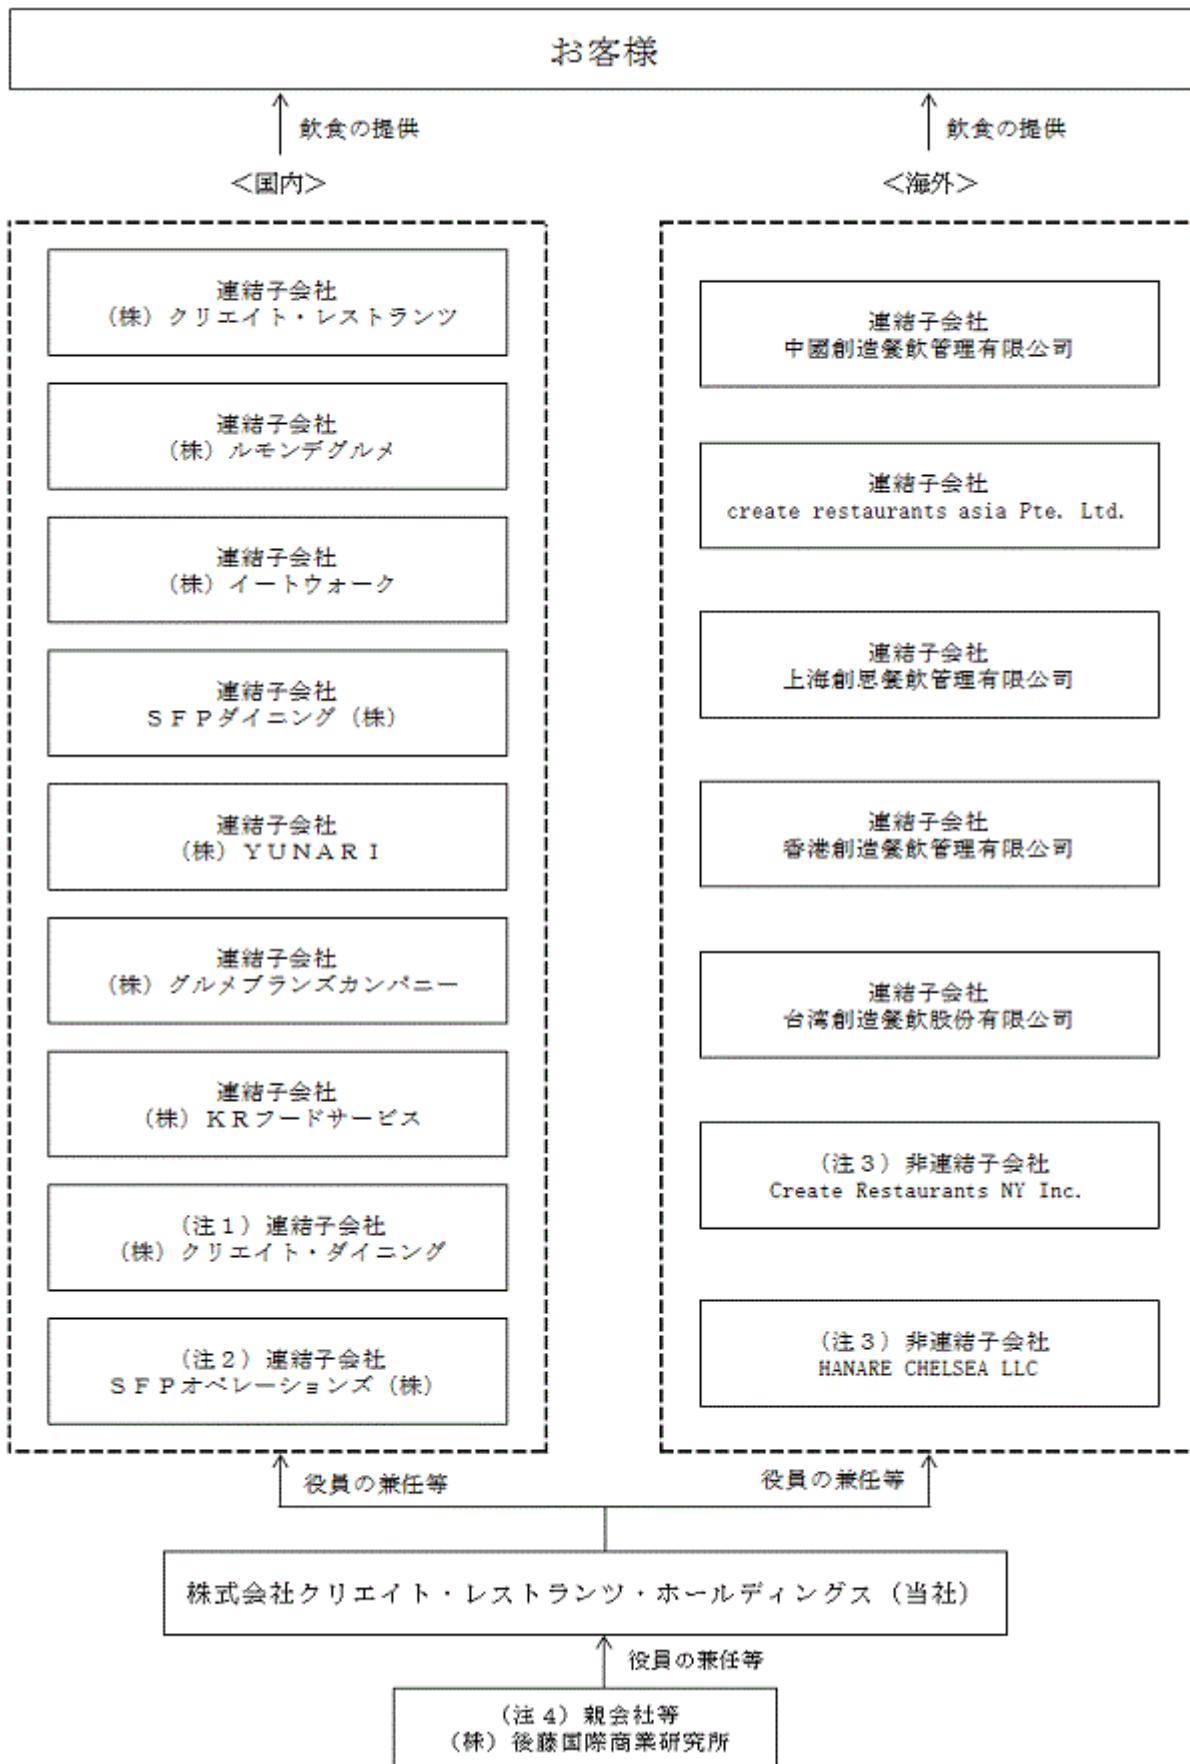 お客様
飲食の提供
飲食の提供
＜国内＞
＜海外＞
連結子会社
（株）クリエイト・レストランツ
連結子会社
（株）ルモンデグルメ
連結子会社
（株）イートウォーク
連結子会社
ＳＦＰダイニング（株）
連結子会社
（株）ＹＵＮＡＲＩ
連結子会社
（株）グルメブランズカンパニー
連結子会社
（株）ＫＲフードサービス
（注１）連結子会社
（株）クリエイト・ダイニング
（注２）連結子会社
ＳＦＰオペレーションズ（株）
連結子会社
中國創造餐飲管理有限公司
連結子会社
create restaurants asia Pte. Ltd.
連結子会社
上海創思餐飲管理有限公司
連結子会社
香港創造餐飲管理有限公司
連結子会社
台湾創造餐飲股份有限公司
（注３）非連結子会社
Create Restaurants NY Inc.
（注３）非連結子会社
HANARE CHELSEA LLC
役員の兼任等
役員の兼任等
株式会社クリエイト・レストランツ・ホールディングス（当社）
役員の兼任等
（注４）親会社等
（株）後藤国際商業研究所